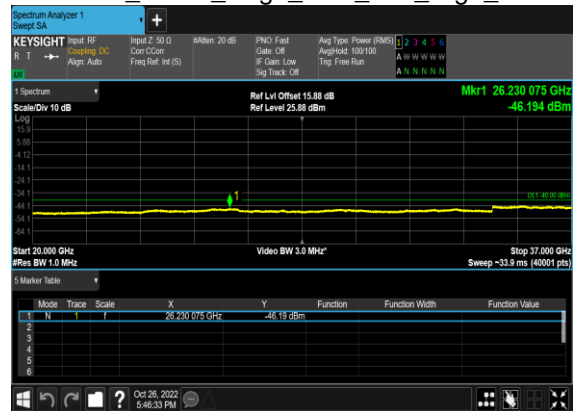 Spectrum Analyzer 1
Swept SA
+
KEYSIGHT Input: RF Input Z: 50 Ω #Atten: 20 dB PNO: Fast Avg Type: Power (RMS) 1 2 3 4 5 6
R T Coupling: DC Corr CCorr Gate: Off Avg|Hold: 100/100 A W W W W W
Align: Auto Freq Ref: Int (S) IF Gain: Low Trig: Free Run
LXI Sig Track: Off A N N N N N
1 Spectrum Ref Lvl Offset 15.88 dB Mkr1 26.230 075 GHz
Scale/Div 10 dB Ref Level 25.88 dBm -46.194 dBm
Log
15.9
5.88
-4.12
-14.1
-24.1
-34.1 1 UL1 -40.00 dBm
-44.1
-54.1
-64.1
Start 20.000 GHz Video BW 3.0 MHz* Stop 37.000 GHz
#Res BW 1.0 MHz Sweep ~33.9 ms (40001 pts)
5 Marker Table
Mode Trace Scale X Y Function Function Width Function Value
1 N 1 f 26.230 075 GHz -46.19 dBm
2
3
4
5
6
? Oct 26, 2022
5:46:33 PM